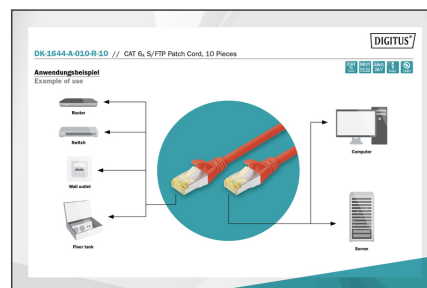 DIGITUS®
DK-1644-A-010-R-10 // CAT 6A S/FTP Patch Cord, 10 Pieces
Anwendungsbeispiel
Example of use
Router
Switch
Wall outlet
Floor tank
Computer
Server